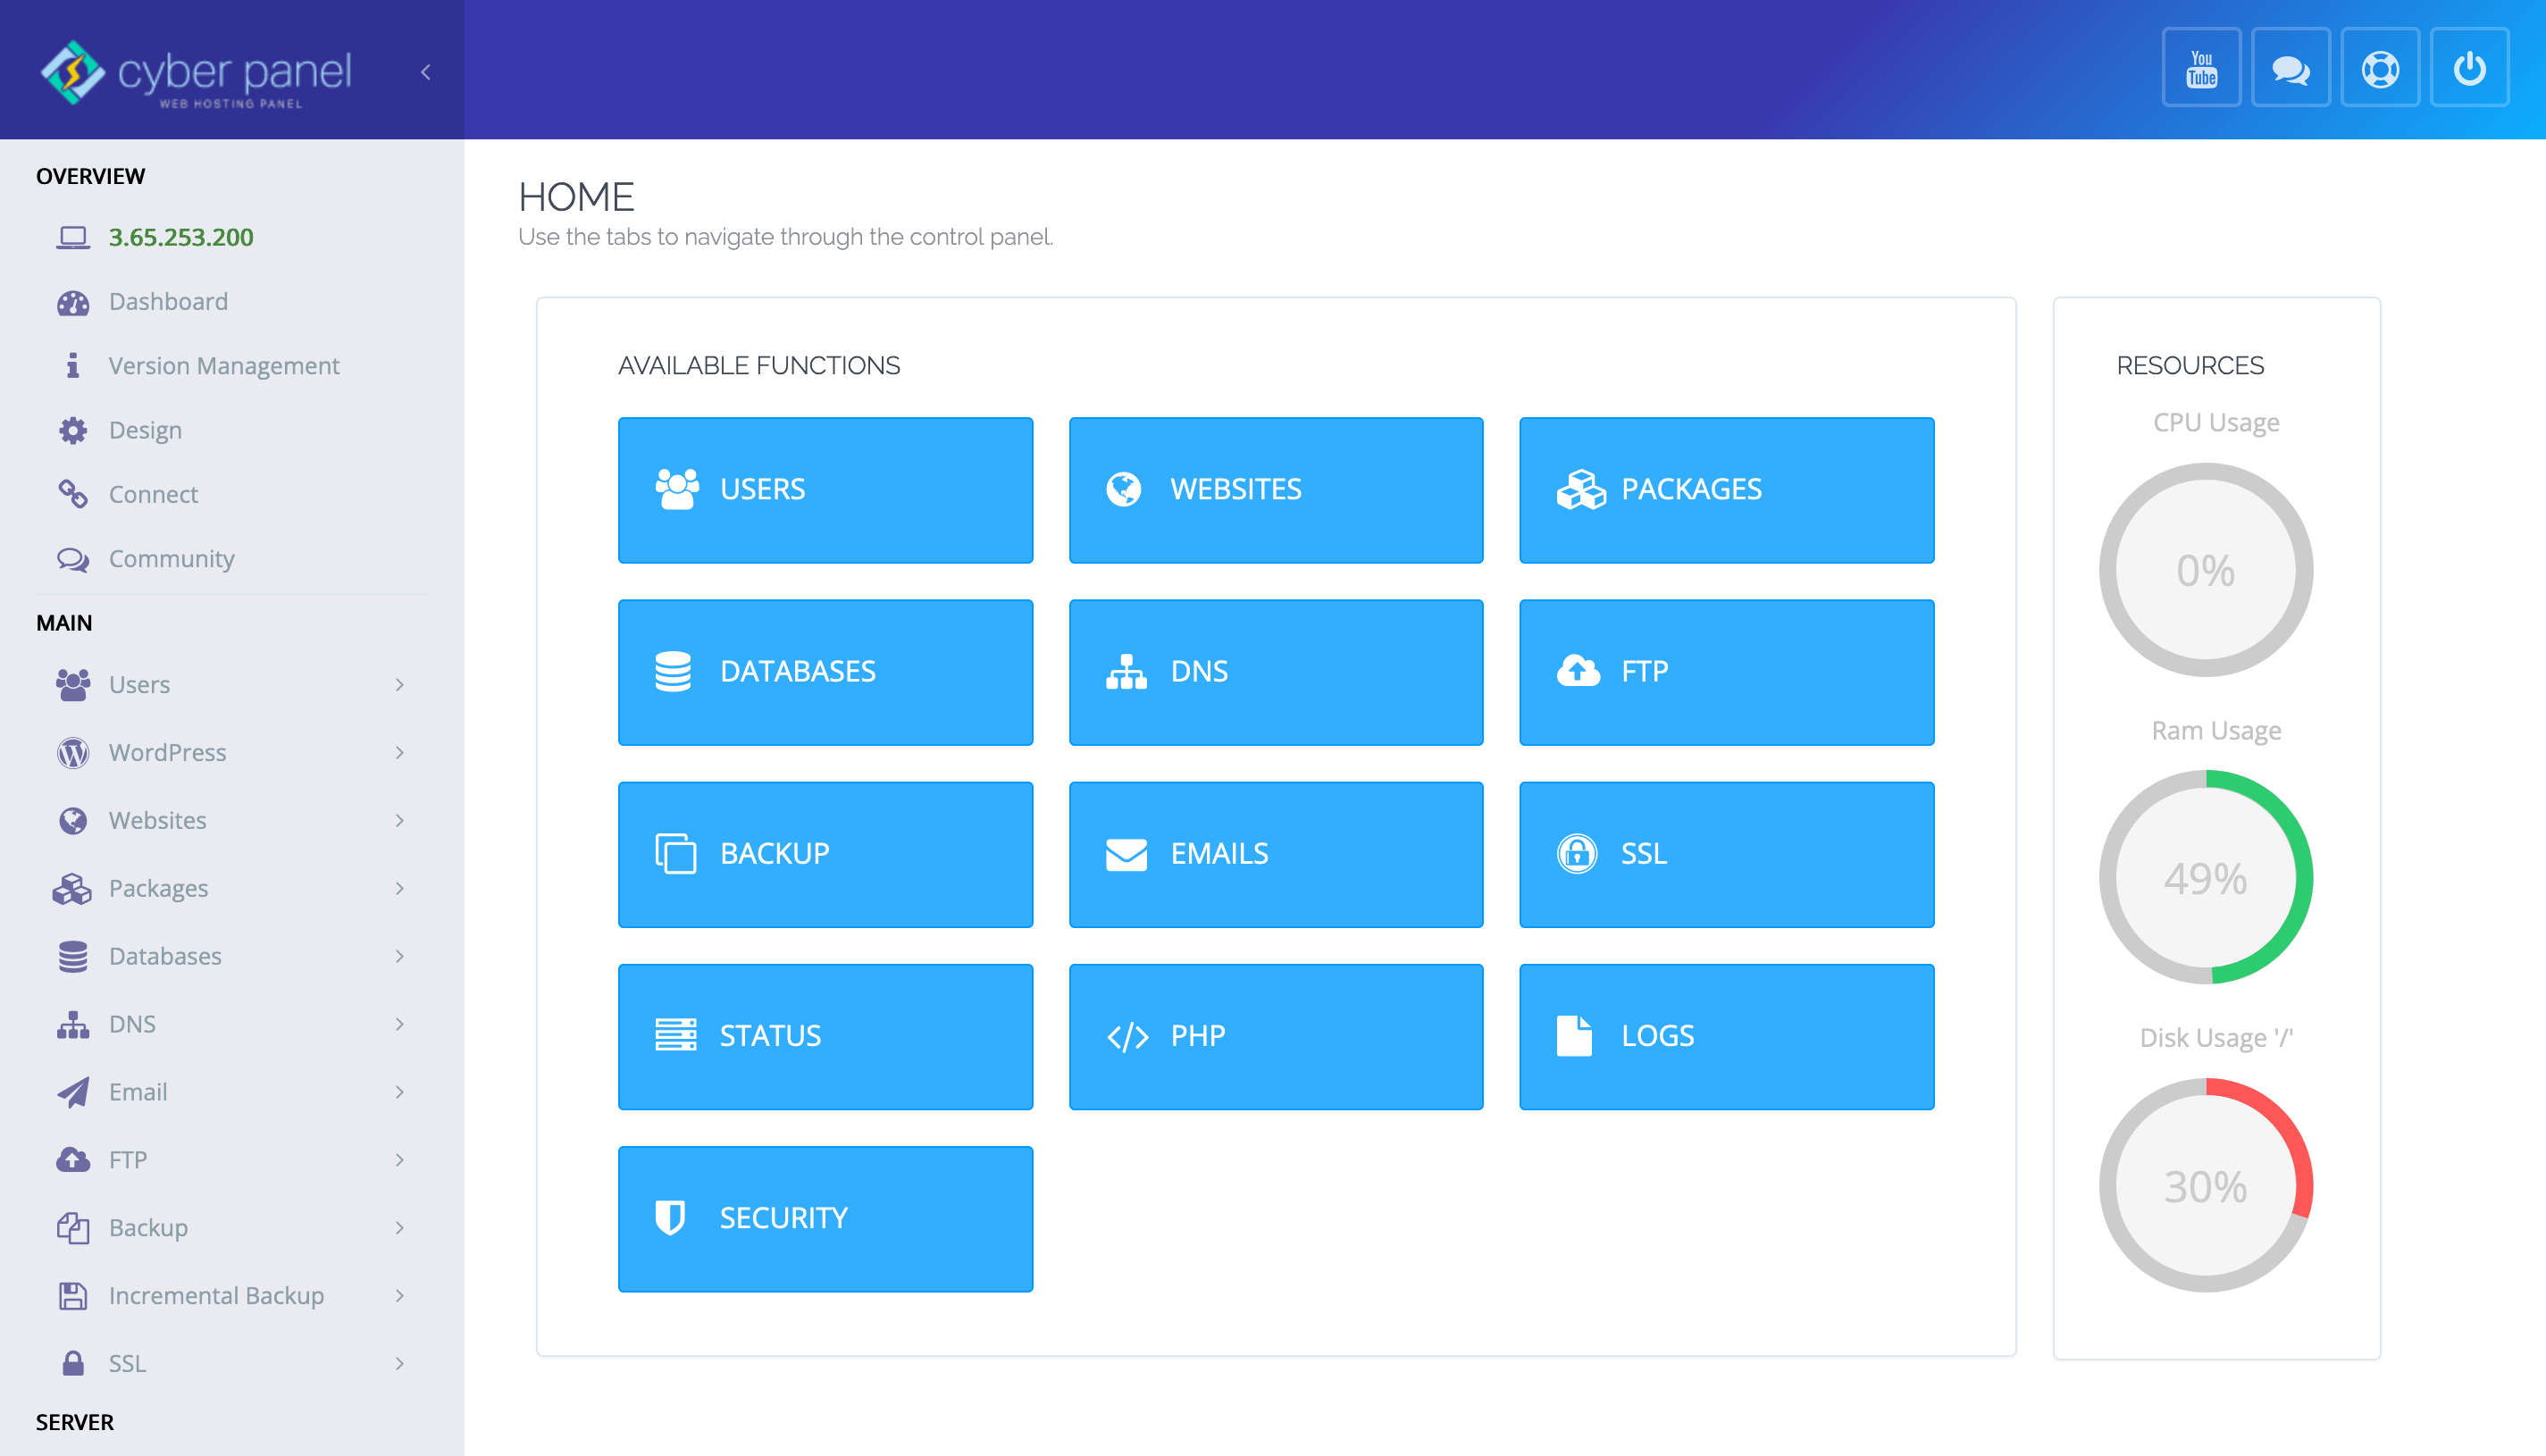 cyber panel
WEB HOSTING PANEL
You
Tube
OVERVIEW
3.65.253.200
Dashboard
Version Management
Design
Connect
Community
MAIN
Users
WordPress
Websites
Packages
Databases
DNS
Email
FTP
Backup
Incremental Backup
SSL
SERVER
HOME
Use the tabs to navigate through the control panel.
AVAILABLE FUNCTIONS
USERS
WEBSITES
PACKAGES
DATABASES
DNS
FTP
BACKUP
EMAILS
SSL
STATUS
PHP
LOGS
SECURITY
RESOURCES
CPU Usage
0%
Ram Usage
49%
Disk Usage '/'
30%